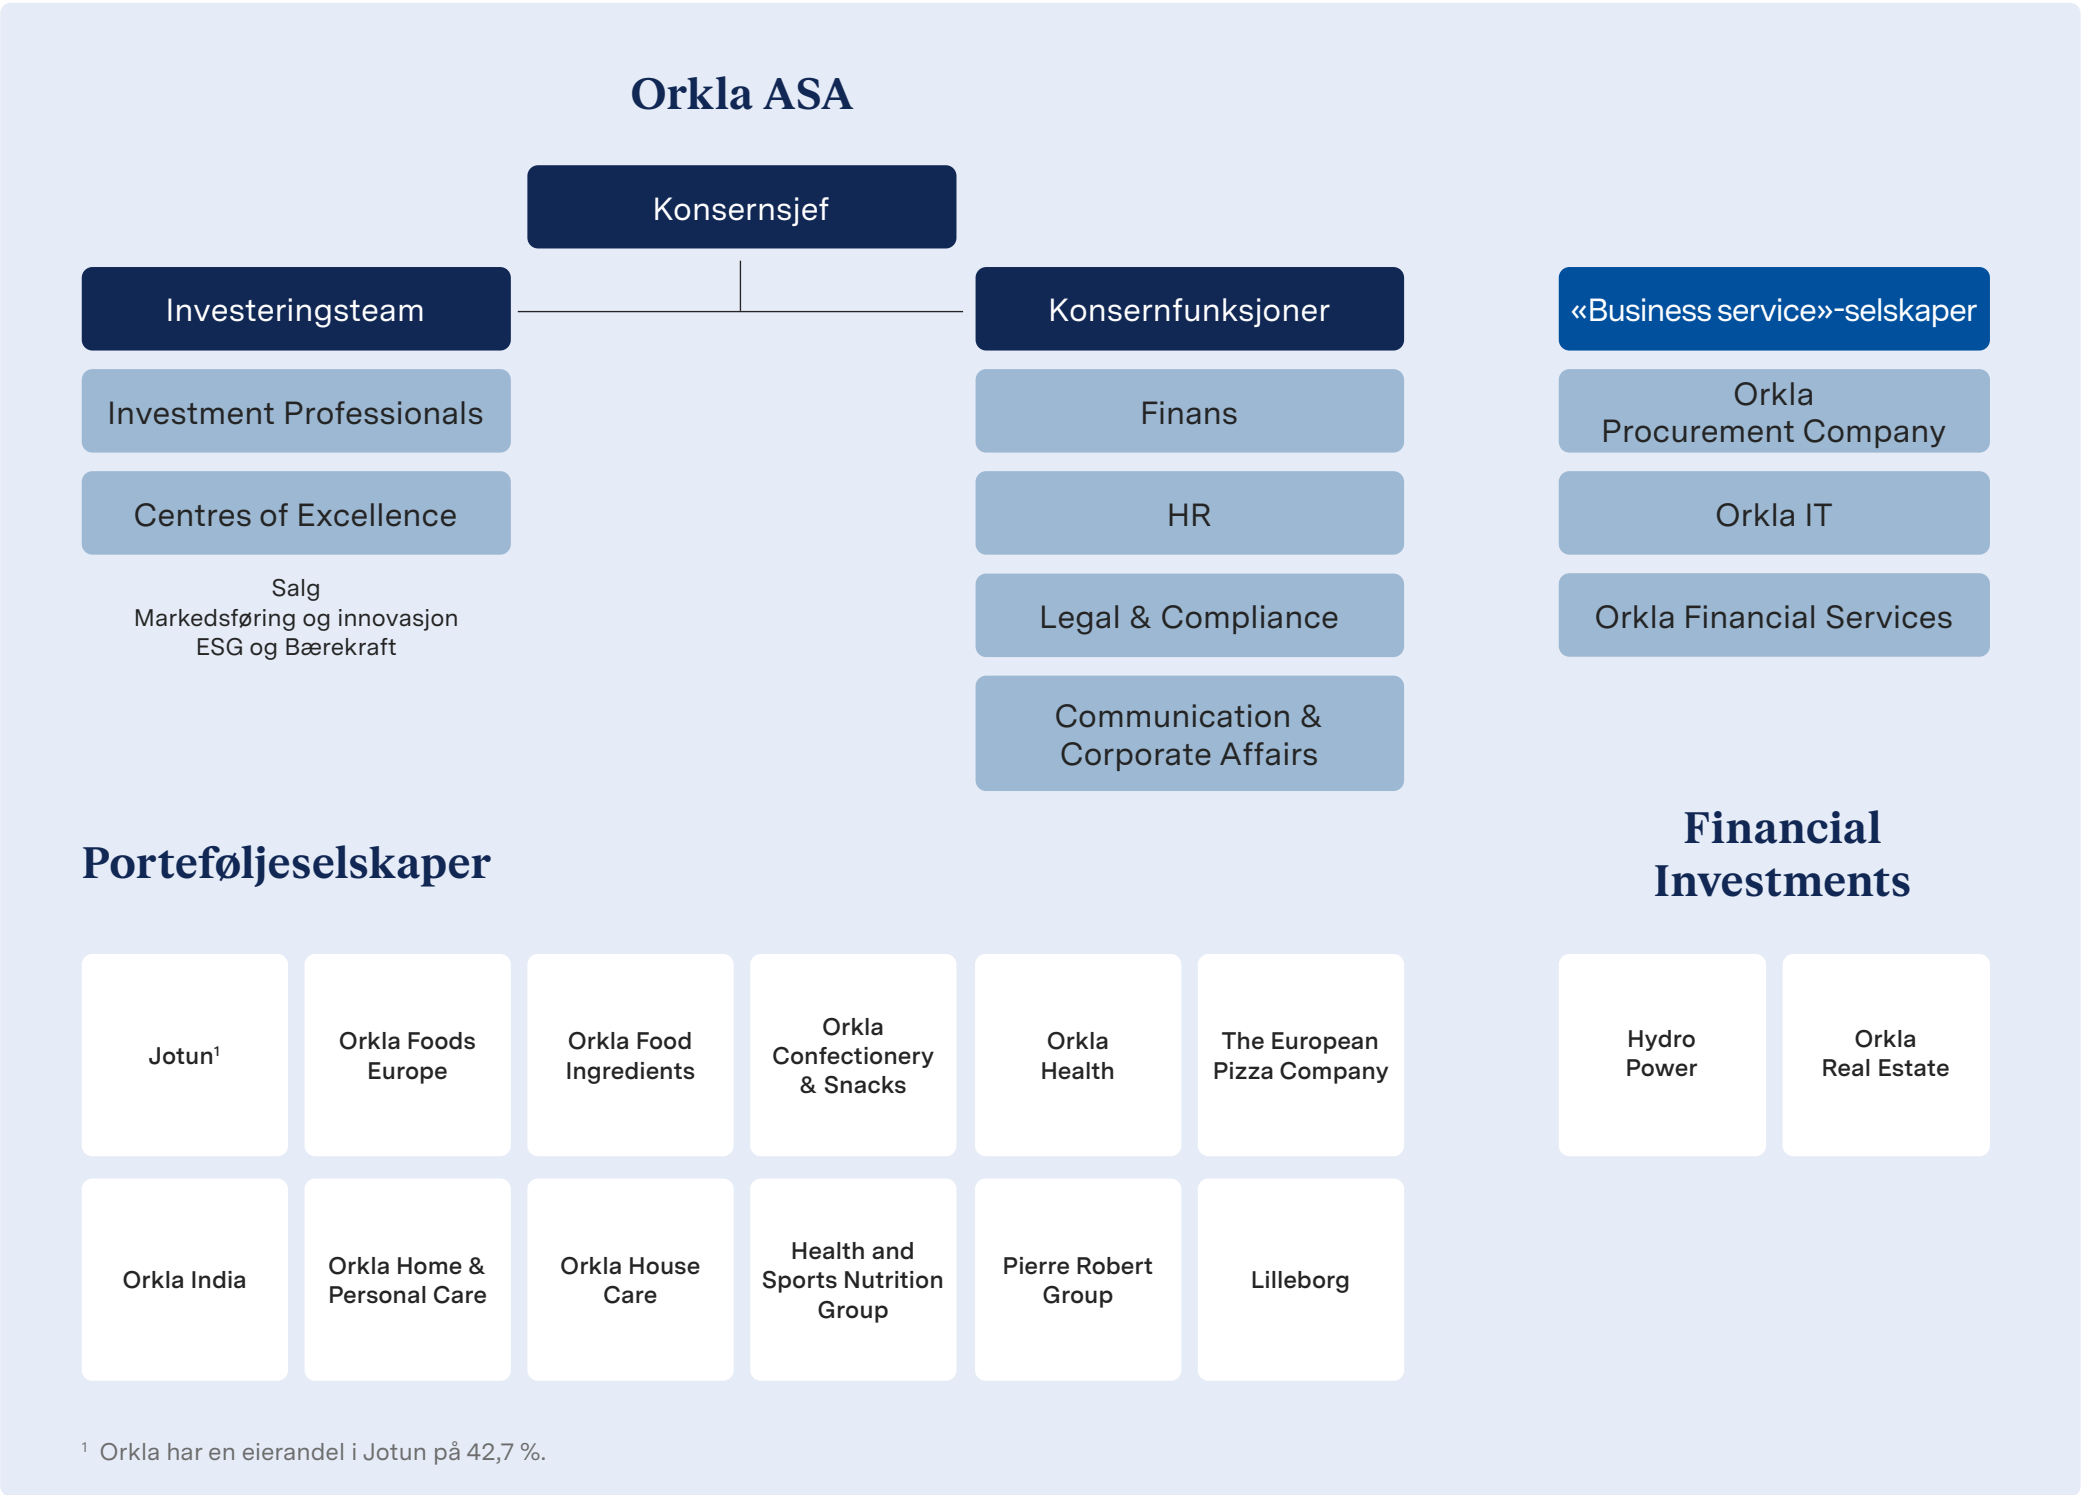 Orkla ASA
Konsernsjef
Investeringsteam
Investment Professionals
Centres of Excellence
Salg
Markedsføring og innovasjon
ESG og Bærekraft
Konsernfunksjoner
Finans
HR
Legal & Compliance
Communication &
Corporate Affairs
«Business service»-selskaper
Orkla
Procurement Company
Orkla IT
Orkla Financial Services
Porteføljeselskaper
Jotun¹
Orkla Foods
Europe
Orkla Food
Ingredients
Orkla
Confectionery
& Snacks
Orkla
Health
The European
Pizza Company
Orkla India
Orkla Home &
Personal Care
Orkla House
Care
Health and
Sports Nutrition
Group
Pierre Robert
Group
Lilleborg
Financial
Investments
Hydro
Power
Orkla
Real Estate
¹ Orkla har en eierandel i Jotun på 42,7 %.